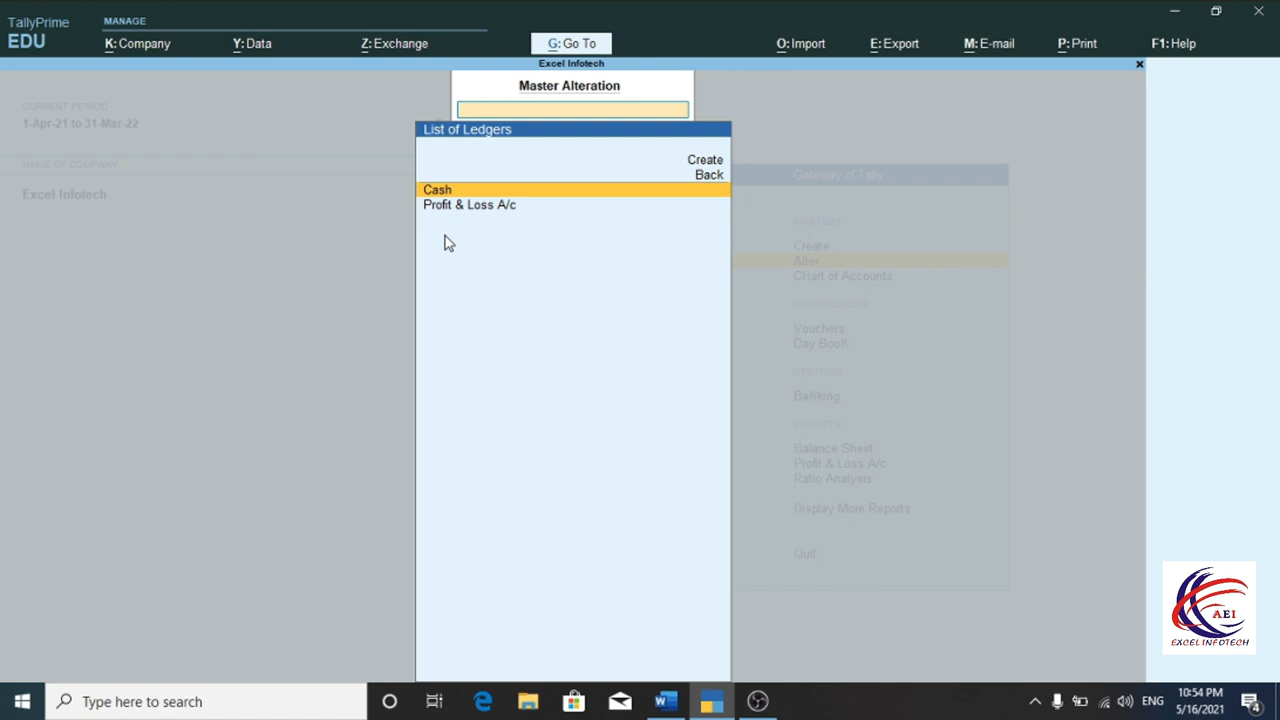 TallyPrime
EDU
MANAGE
K: Company
Y: Data
Z: Exchange
G: Go To
O: Import
E: Export
M: E-mail
P: Print
F1: Help
Excel Infotech
×
CURRENT PERIOD
1-Apr-21 to 31-Mar-22
NAME OF COMPANY
Excel Infotech
Master Alteration
List of Ledgers
Create
Back
Cash
Profit & Loss A/c
Gateway of Tally
MASTERS
Create
Alter
CHart of Accounts
TRANSACTIONS
Vouchers
Day BooK
UTILITIES
BaNking
REPORTS
Balance Sheet
Profit & Loss A/c
Ratio Analysis
Display More Reports
Quit
AEI
EXCEL INFOTECH
Type here to search
ENG
10:54 PM
5/16/2021
4